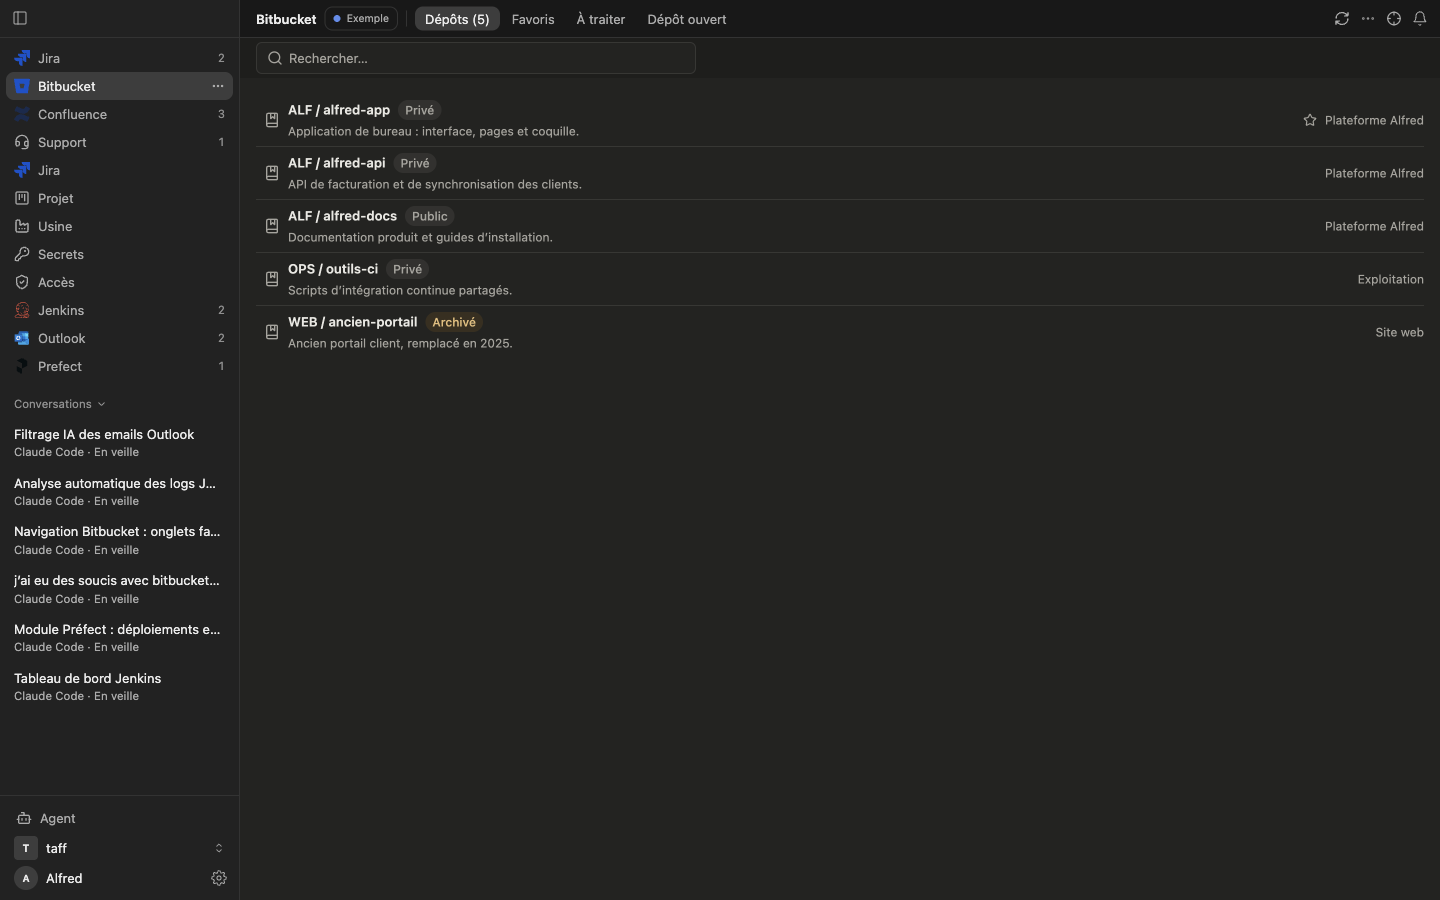 Bitbucket
Exemple
Dépôts (5)
Favoris
À traiter
Dépôt ouvert
Jira
2
Bitbucket
Confluence
3
Support
1
Jira
Projet
Usine
Secrets
Accès
Jenkins
2
Outlook
2
Prefect
1
Conversations
Filtrage IA des emails Outlook
Claude Code · En veille
Analyse automatique des logs J...
Claude Code · En veille
Navigation Bitbucket : onglets fa...
Claude Code · En veille
j'ai eu des soucis avec bitbucket...
Claude Code · En veille
Module Préfect : déploiements e...
Claude Code · En veille
Tableau de bord Jenkins
Claude Code · En veille
Agent
T
taff
A
Alfred
Rechercher...
ALF / alfred-app Privé
Application de bureau : interface, pages et coquille.
Plateforme Alfred
ALF / alfred-api Privé
API de facturation et de synchronisation des clients.
Plateforme Alfred
ALF / alfred-docs Public
Documentation produit et guides d'installation.
Plateforme Alfred
OPS / outils-ci Privé
Scripts d'intégration continue partagés.
Exploitation
WEB / ancien-portail Archivé
Ancien portail client, remplacé en 2025.
Site web